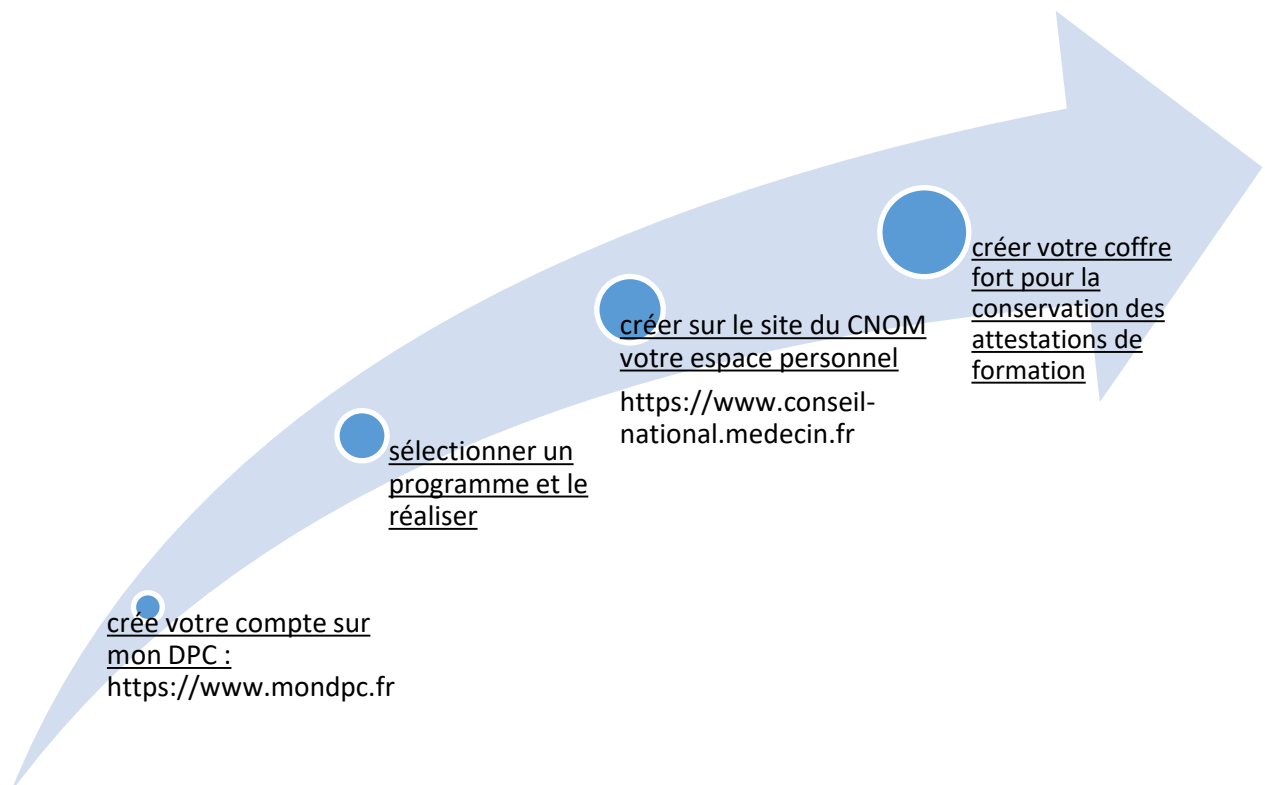 crée votre compte sur
mon DPC :
https://www.mondpc.fr
sélectionner un
programme et le
réaliser
créer sur le site du CNOM
votre espace personnel
https://www.conseil-
national.medecin.fr
créer votre coffre
fort pour la
conservation des
attestations de
formation